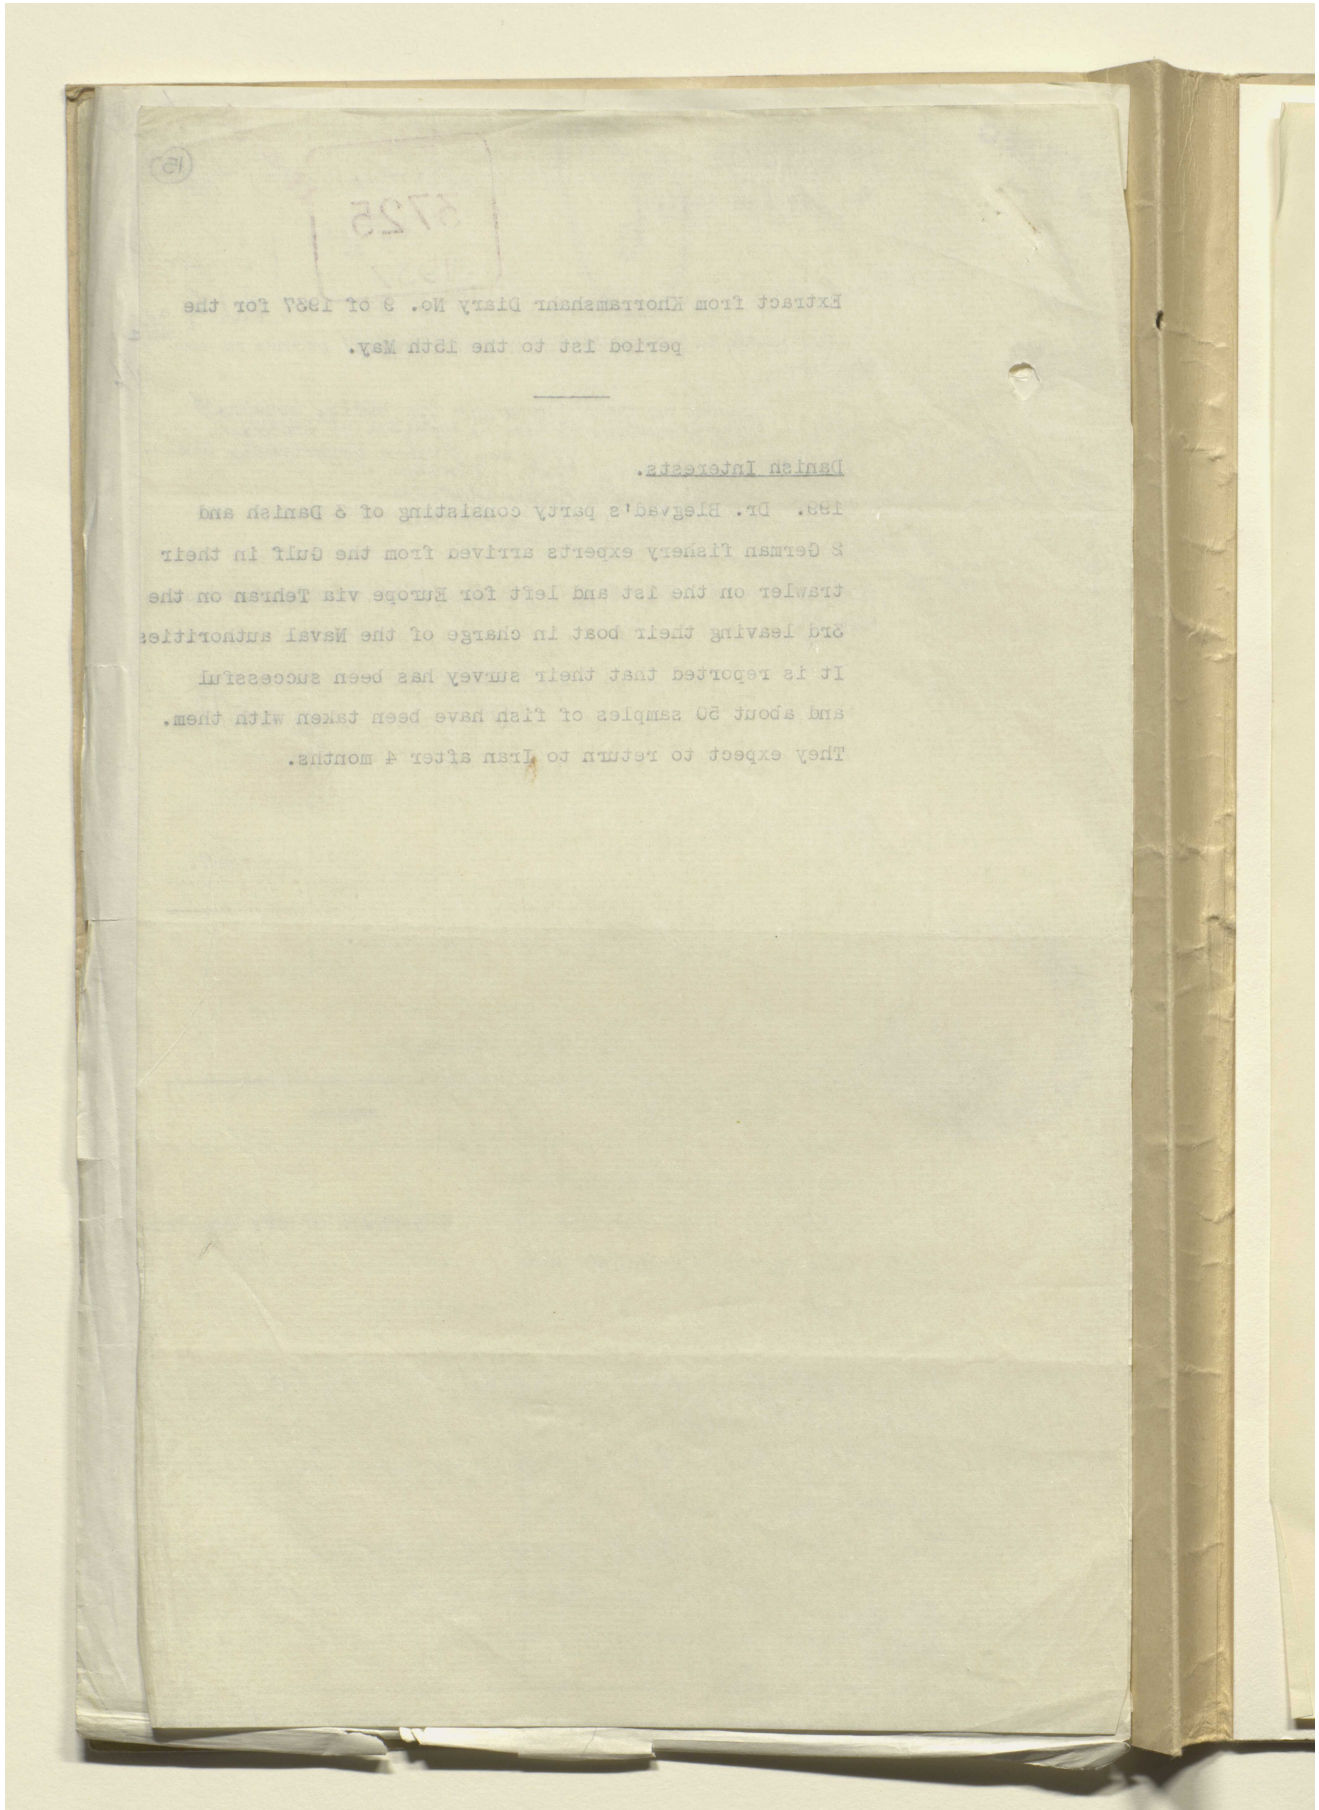 3725
Extract from Khorramshahr Diary No. 9 of 1937 for the
period 1st to the 15th May.
Danish Interests.
199. Dr. Blegvad's party consisting of 3 Danish and
2 German fishery experts arrived from the Gulf in their
trawler on the 1st and left for Europe via Tehran on the
3rd leaving their boat in charge of the Naval authorities
It is reported that their survey has been successful
and about 50 samples of fish have been taken with them.
They expect to return to Iran after 4 months.